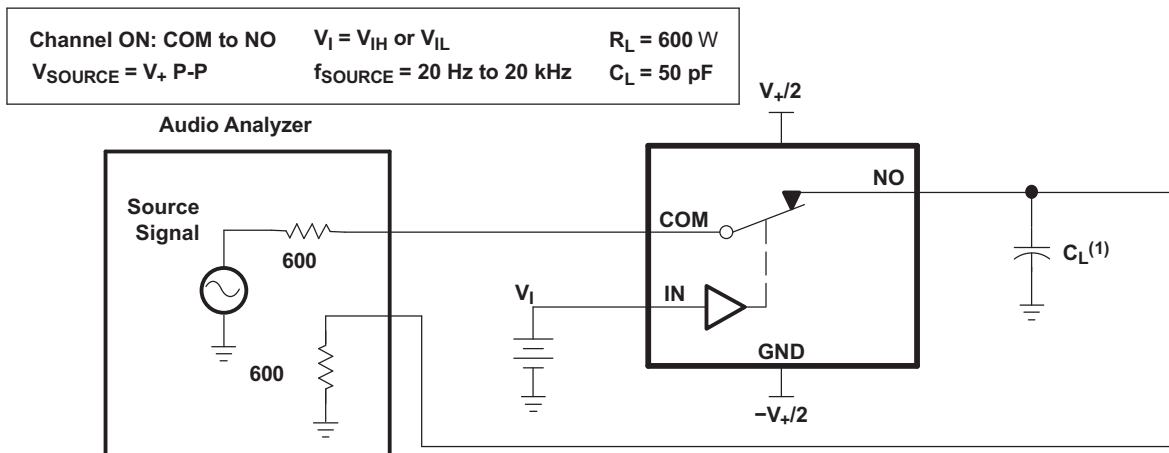 Channel ON: COM to NO V_I = V_IH or V_IL R_L = 600 W
V_SOURCE = V_+ P-P f_SOURCE = 20 Hz to 20 kHz C_L = 50 pF
V_+/2
Audio Analyzer
NO
Source
Signal
COM
600
C_L^(1)
V_I
IN
GND
600
−V_+/2